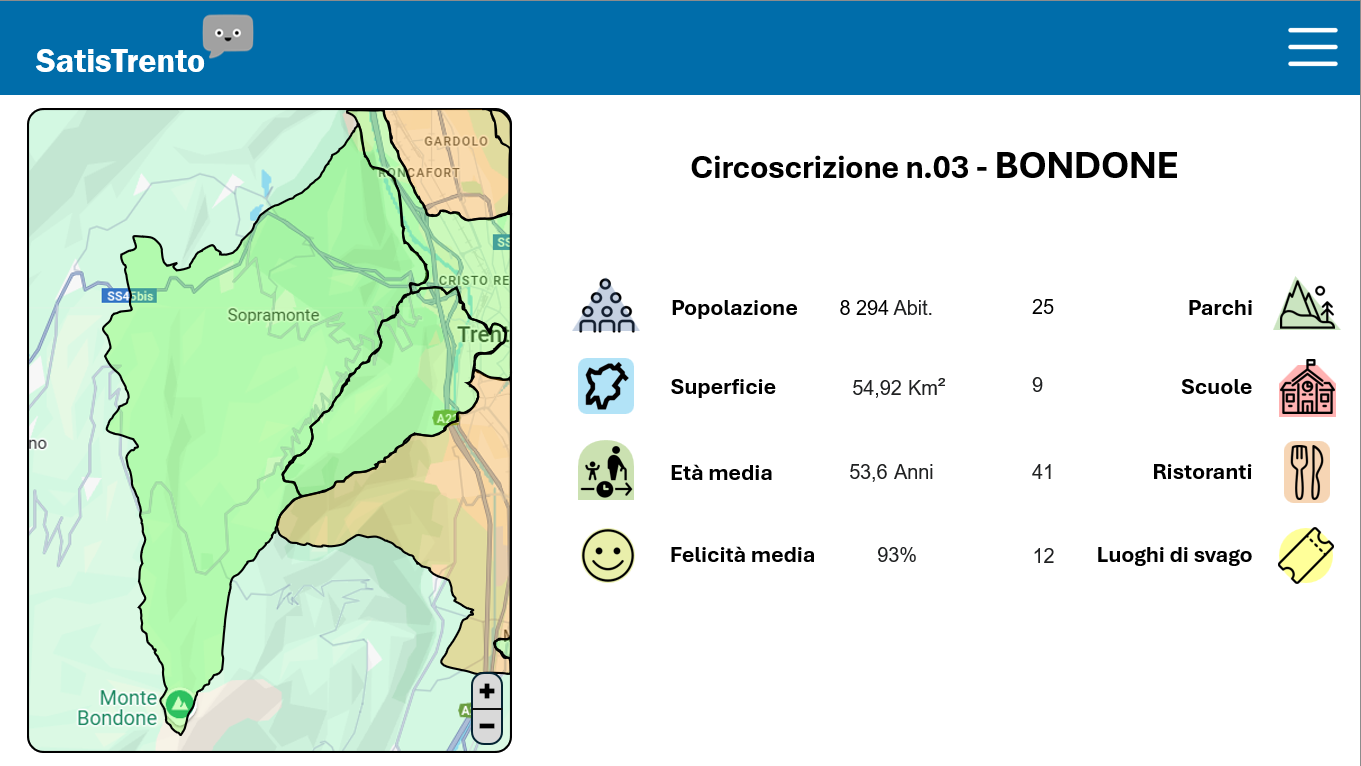 SatisTrento
GARDOLO
RONCAFORT
SS
CRISTO RE
SS45bis
Sopramonte
Trent
A22
no
Monte
Bondone
A
+
−
Circoscrizione n.03 - BONDONE
Popolazione 8 294 Abit. 25 Parchi
Superficie 54,92 Km² 9 Scuole
Età media 53,6 Anni 41 Ristoranti
Felicità media 93% 12 Luoghi di svago